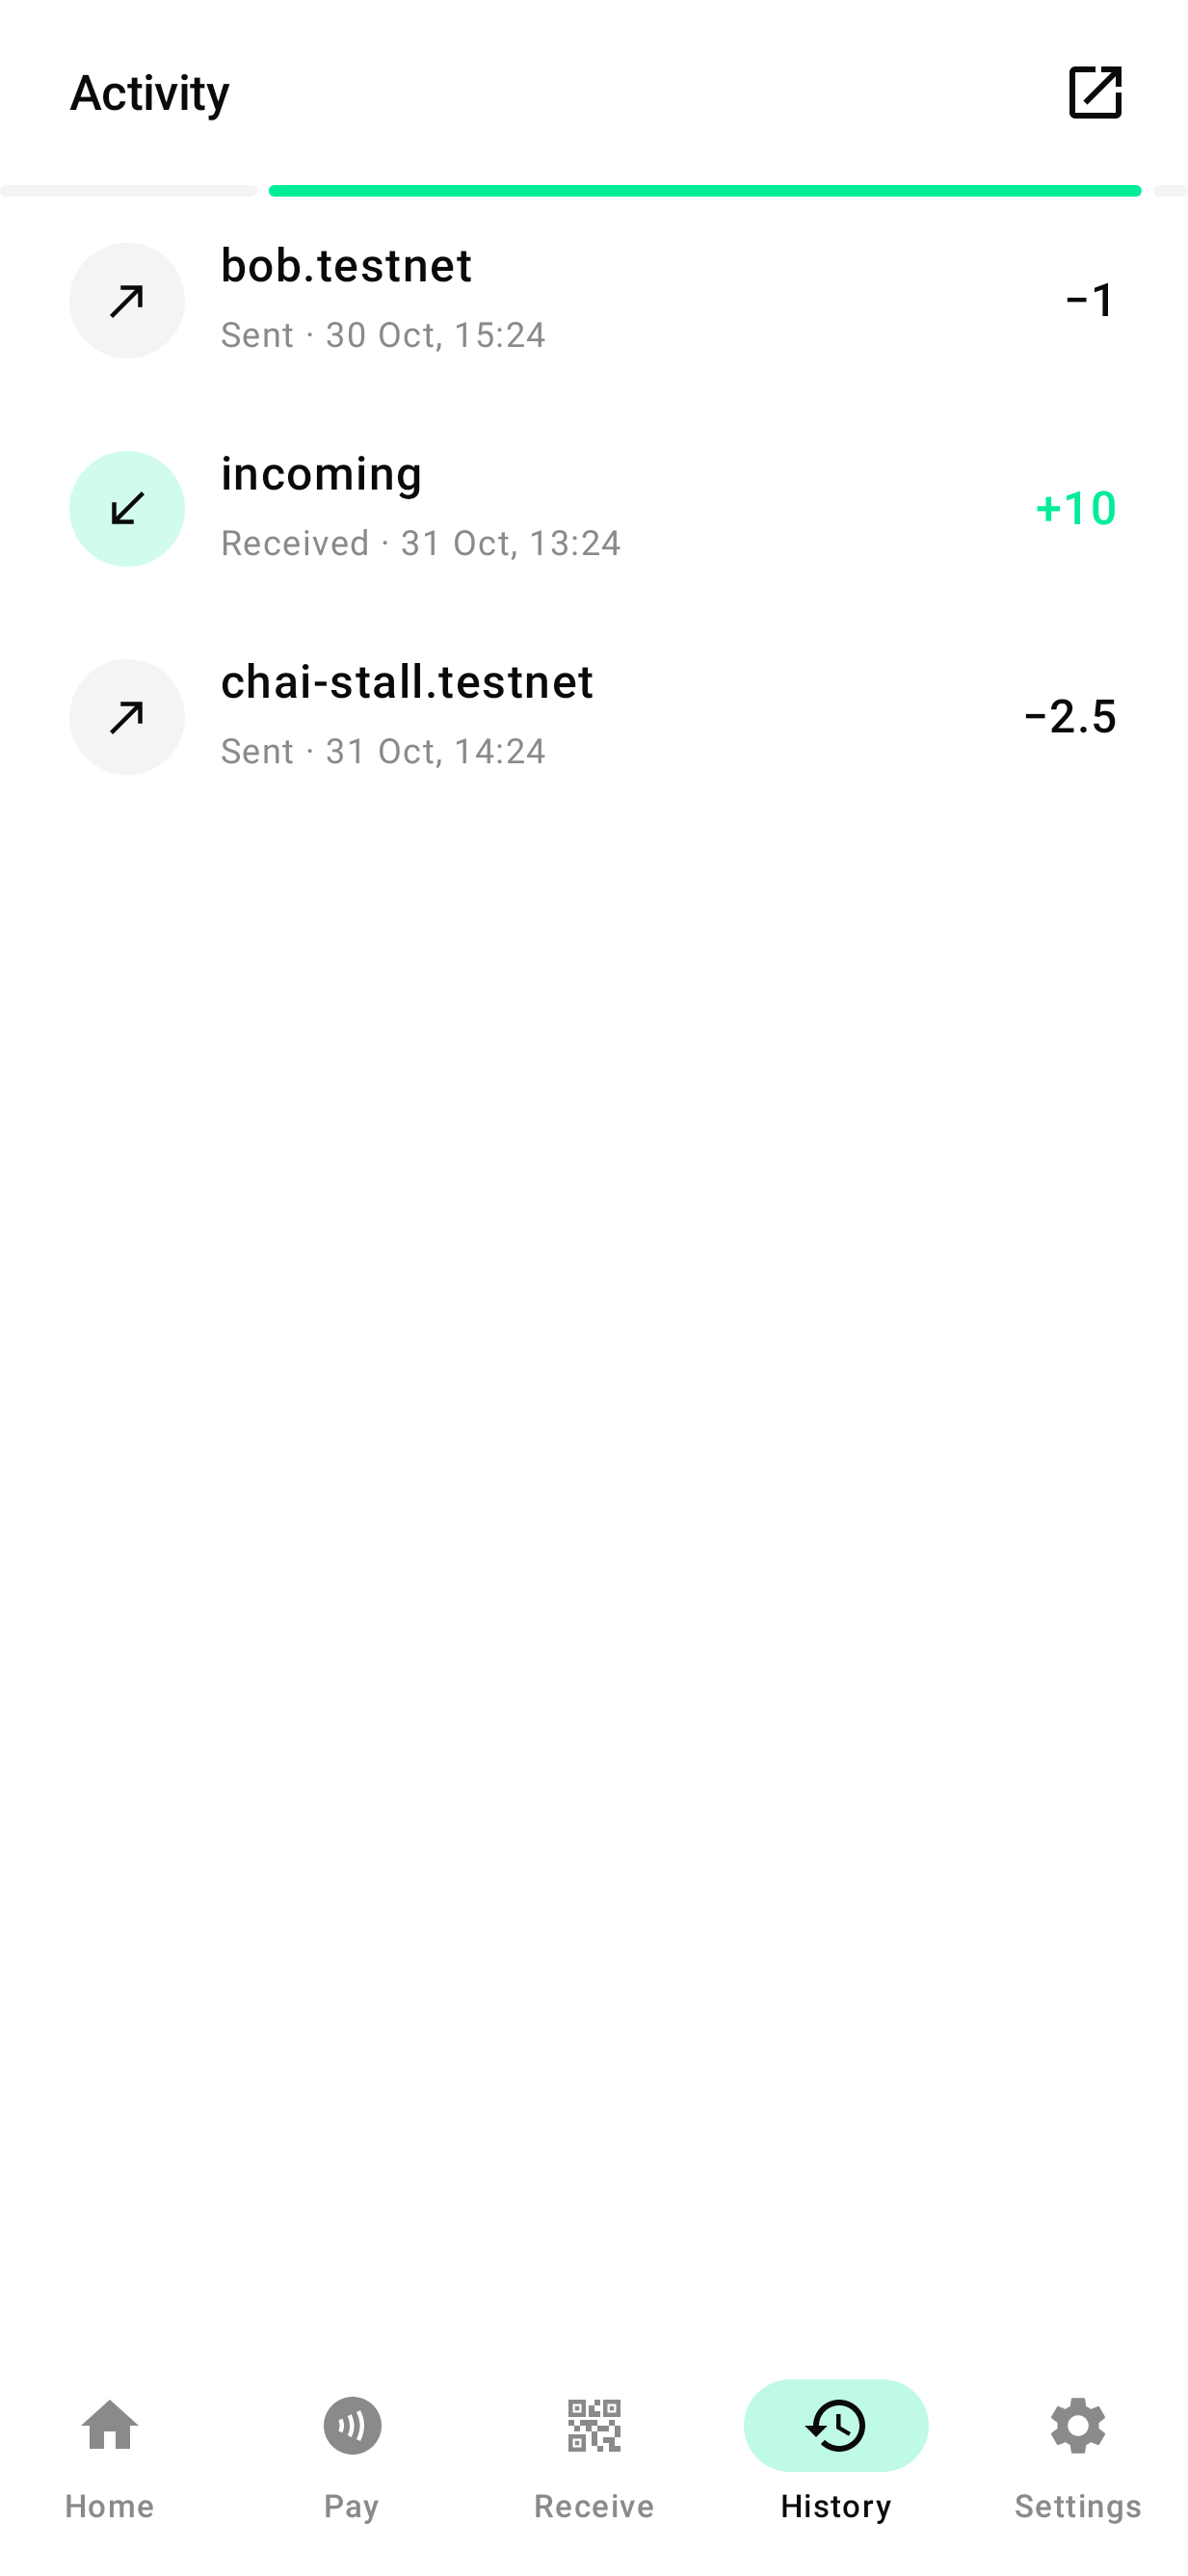 Activity
bob.testnet
Sent · 30 Oct, 15:24
−1
incoming
Received · 31 Oct, 13:24
+10
chai-stall.testnet
Sent · 31 Oct, 14:24
−2.5
Home
Pay
Receive
History
Settings